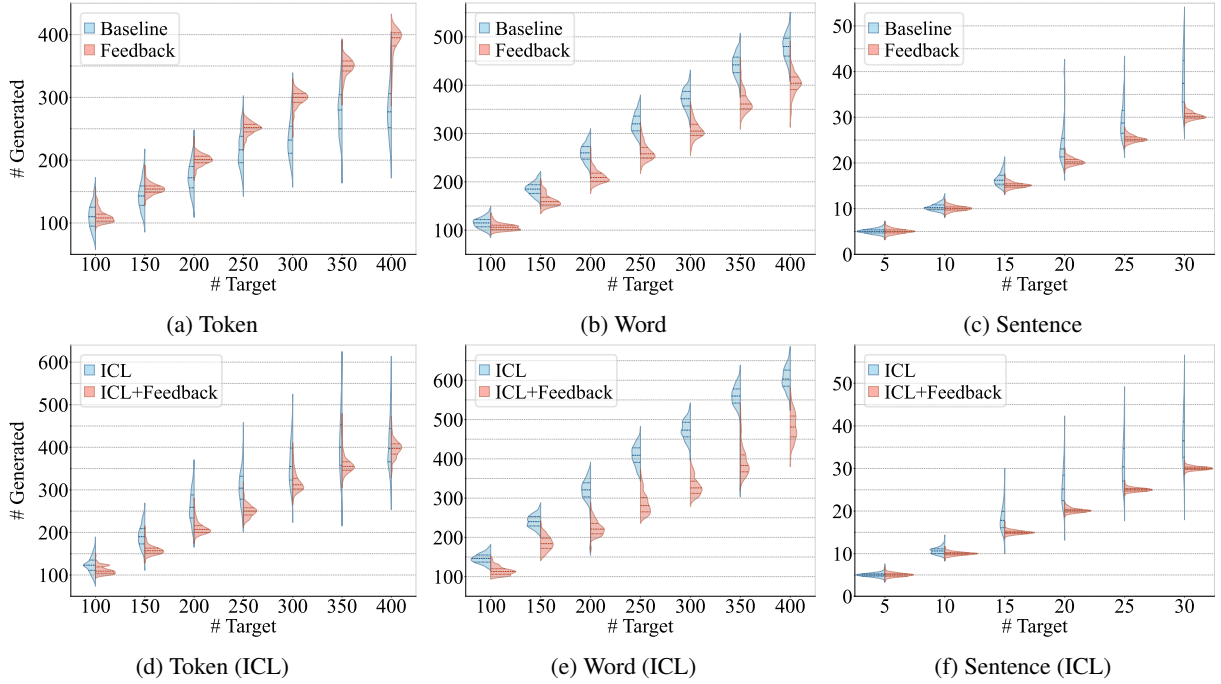 Baseline
Feedback
# Generated
400
300
200
100
100 150 200 250 300 350 400
# Target
(a) Token
Baseline
Feedback
500
400
300
200
100
100 150 200 250 300 350 400
# Target
(b) Word
Baseline
Feedback
50
40
30
20
10
0
5 10 15 20 25 30
# Target
(c) Sentence
ICL
ICL+Feedback
# Generated
600
500
400
300
200
100
100 150 200 250 300 350 400
# Target
(d) Token (ICL)
ICL
ICL+Feedback
600
500
400
300
200
100
100 150 200 250 300 350 400
# Target
(e) Word (ICL)
ICL
ICL+Feedback
50
40
30
20
10
0
5 10 15 20 25 30
# Target
(f) Sentence (ICL)